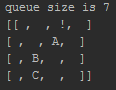 queue size is 7
[[ ,  , !,  ]
[ ,  , A,  ]
[ , B,  ,  ]
[ , C,  ,  ]]